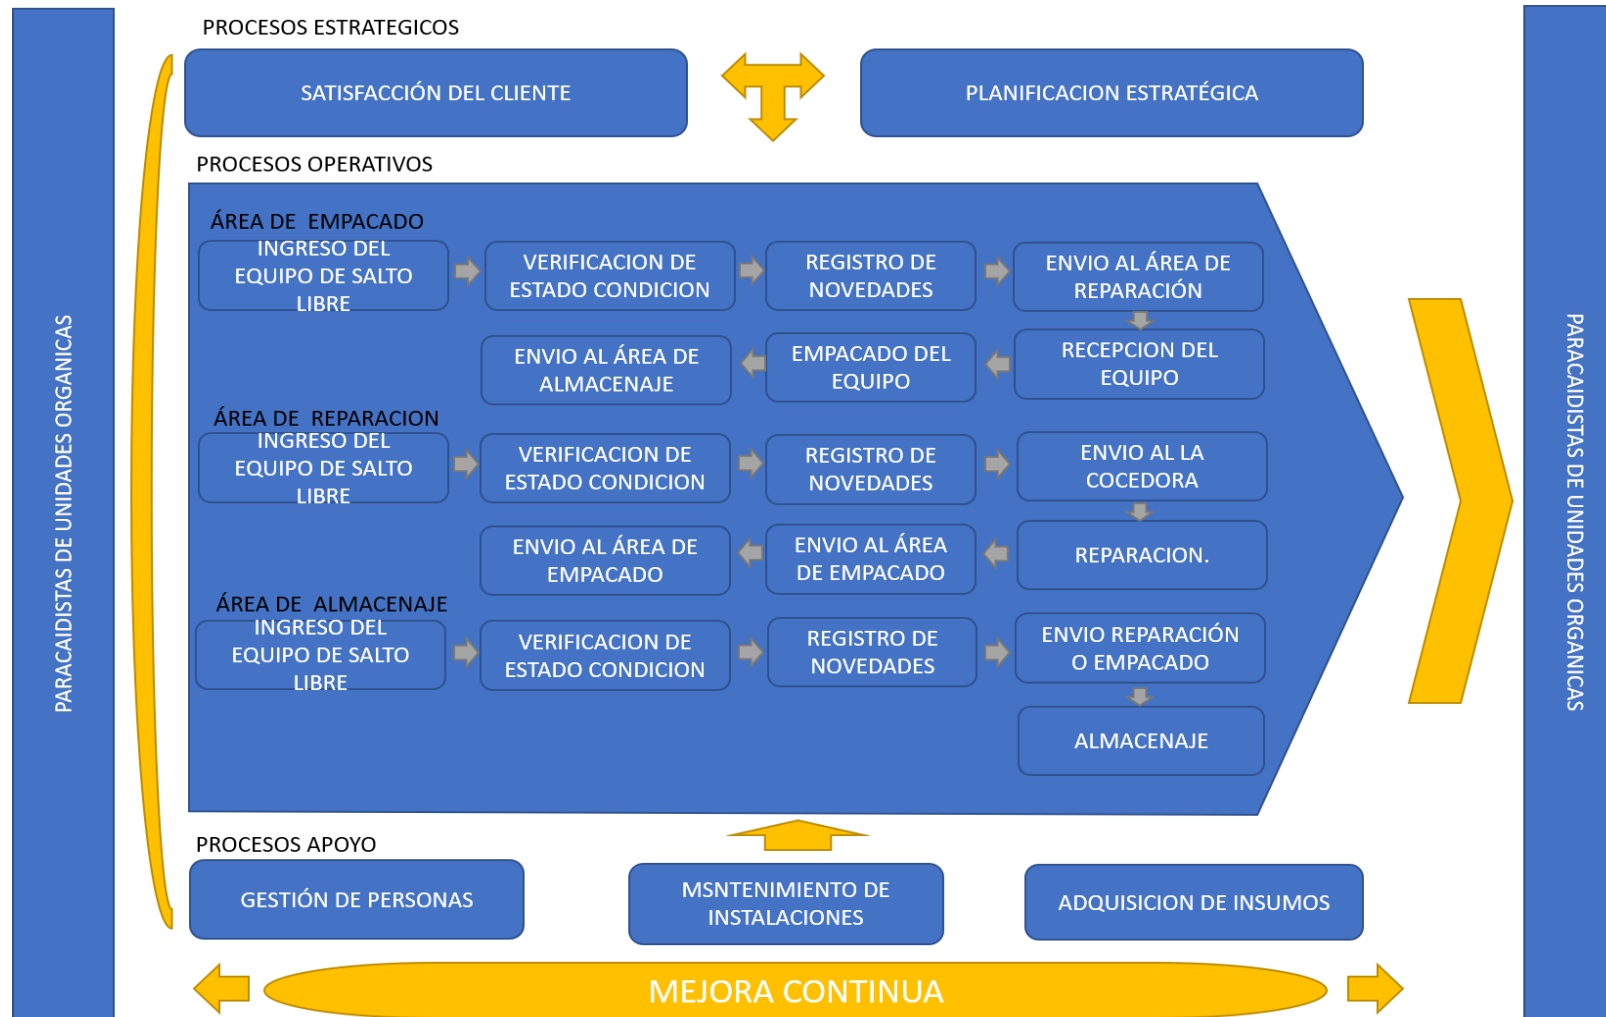 PARACAIDISTAS DE UNIDADES ORGANICAS
PROCESOS ESTRATEGICOS
SATISFACCIÓN DEL CLIENTE
PLANIFICACION ESTRATÉGICA
PROCESOS OPERATIVOS
ÁREA DE EMPACADO
INGRESO DEL
EQUIPO DE SALTO
LIBRE
VERIFICACION DE
ESTADO CONDICION
REGISTRO DE
NOVEDADES
ENVIO AL ÁREA DE
REPARACIÓN
RECEPCION DEL
EQUIPO
EMPACADO DEL
EQUIPO
ENVIO AL ÁREA DE
ALMACENAJE
ÁREA DE REPARACION
INGRESO DEL
EQUIPO DE SALTO
LIBRE
VERIFICACION DE
ESTADO CONDICION
REGISTRO DE
NOVEDADES
ENVIO AL LA
COCEDORA
REPARACION.
ENVIO AL ÁREA
DE EMPACADO
ENVIO AL ÁREA DE
EMPACADO
ÁREA DE ALMACENAJE
INGRESO DEL
EQUIPO DE SALTO
LIBRE
VERIFICACION DE
ESTADO CONDICION
REGISTRO DE
NOVEDADES
ENVIO REPARACIÓN
O EMPACADO
ALMACENAJE
PROCESOS APOYO
GESTIÓN DE PERSONAS
MSNTENIMIENTO DE
INSTALACIONES
ADQUISICION DE INSUMOS
MEJORA CONTINUA
PARACAIDISTAS DE UNIDADES ORGANICAS